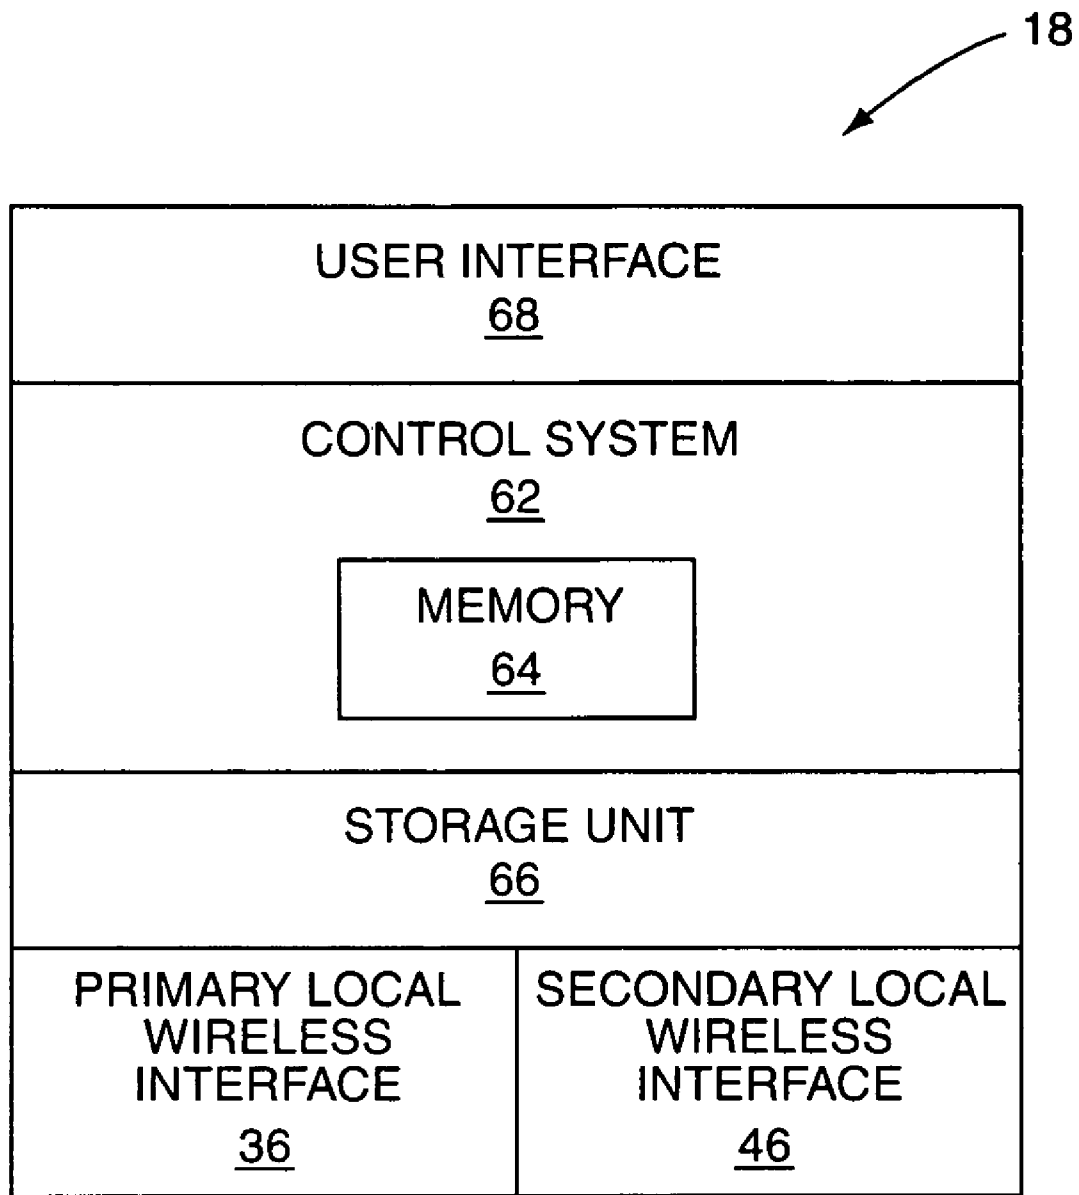 18
USER INTERFACE
68
CONTROL SYSTEM
62
MEMORY
64
STORAGE UNIT
66
PRIMARY LOCAL
WIRELESS
INTERFACE
36
SECONDARY LOCAL
WIRELESS
INTERFACE
46